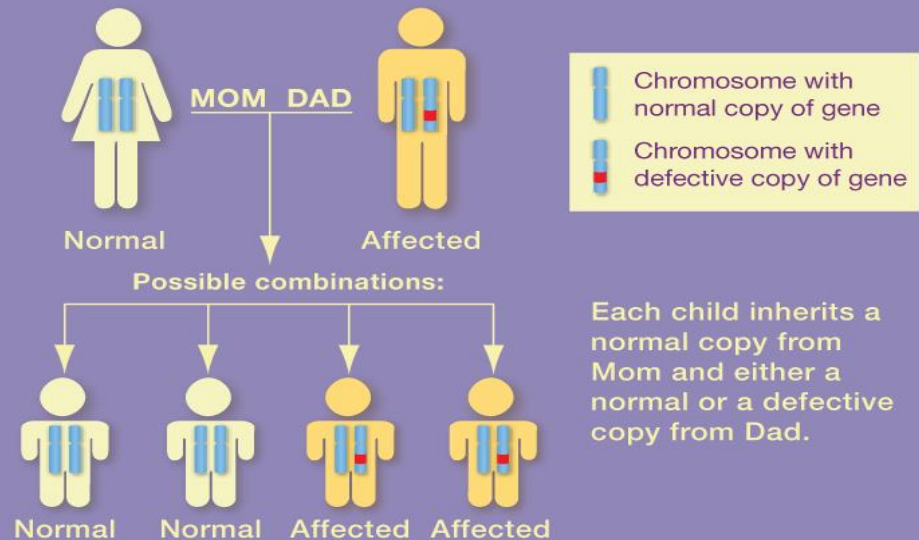 MOM DAD
Chromosome with
normal copy of gene
Chromosome with
defective copy of gene
Normal
Affected
Possible combinations:
Each child inherits a
normal copy from
Mom and either a
normal or a defective
copy from Dad.
Normal
Normal
Affected
Affected